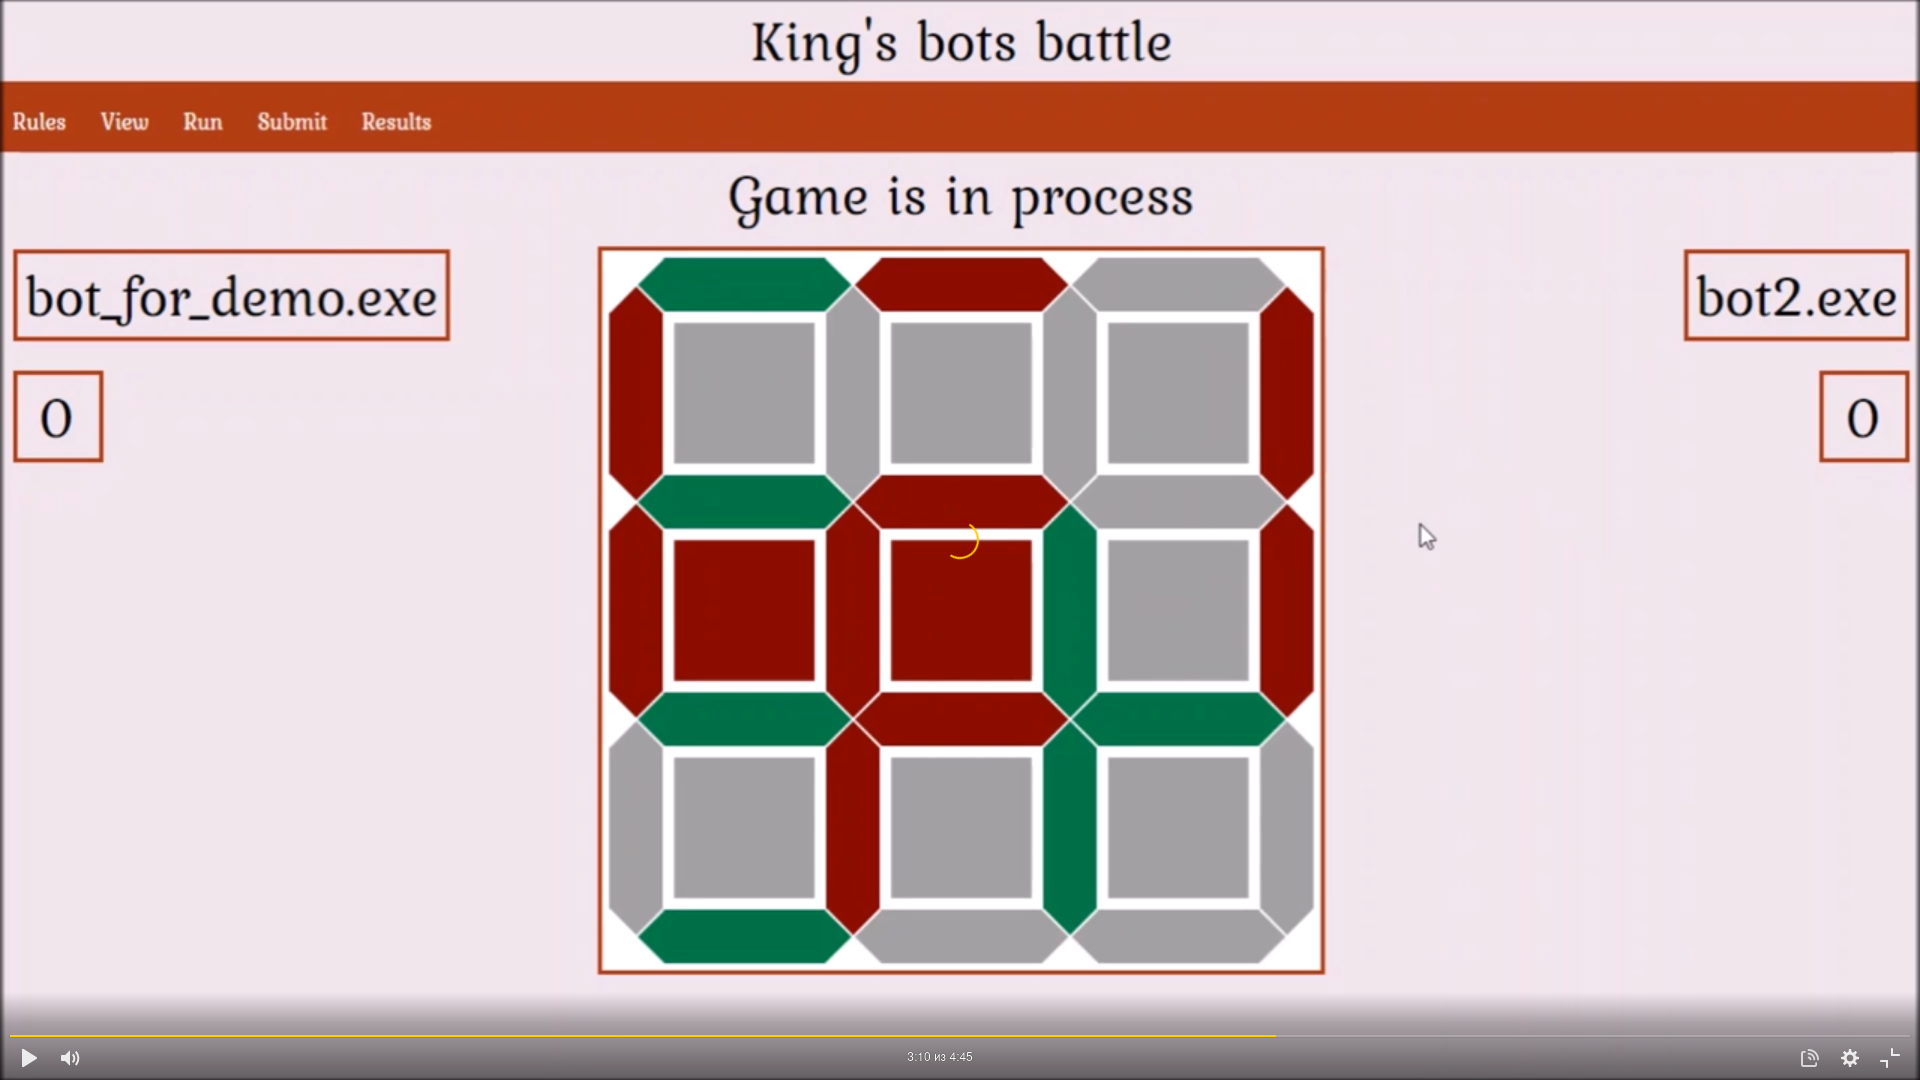 King's bots battle
Rules View Run Submit Results
Game is in process
bot_for_demo.exe
bot2.exe
0
0
3:10 из 4:45